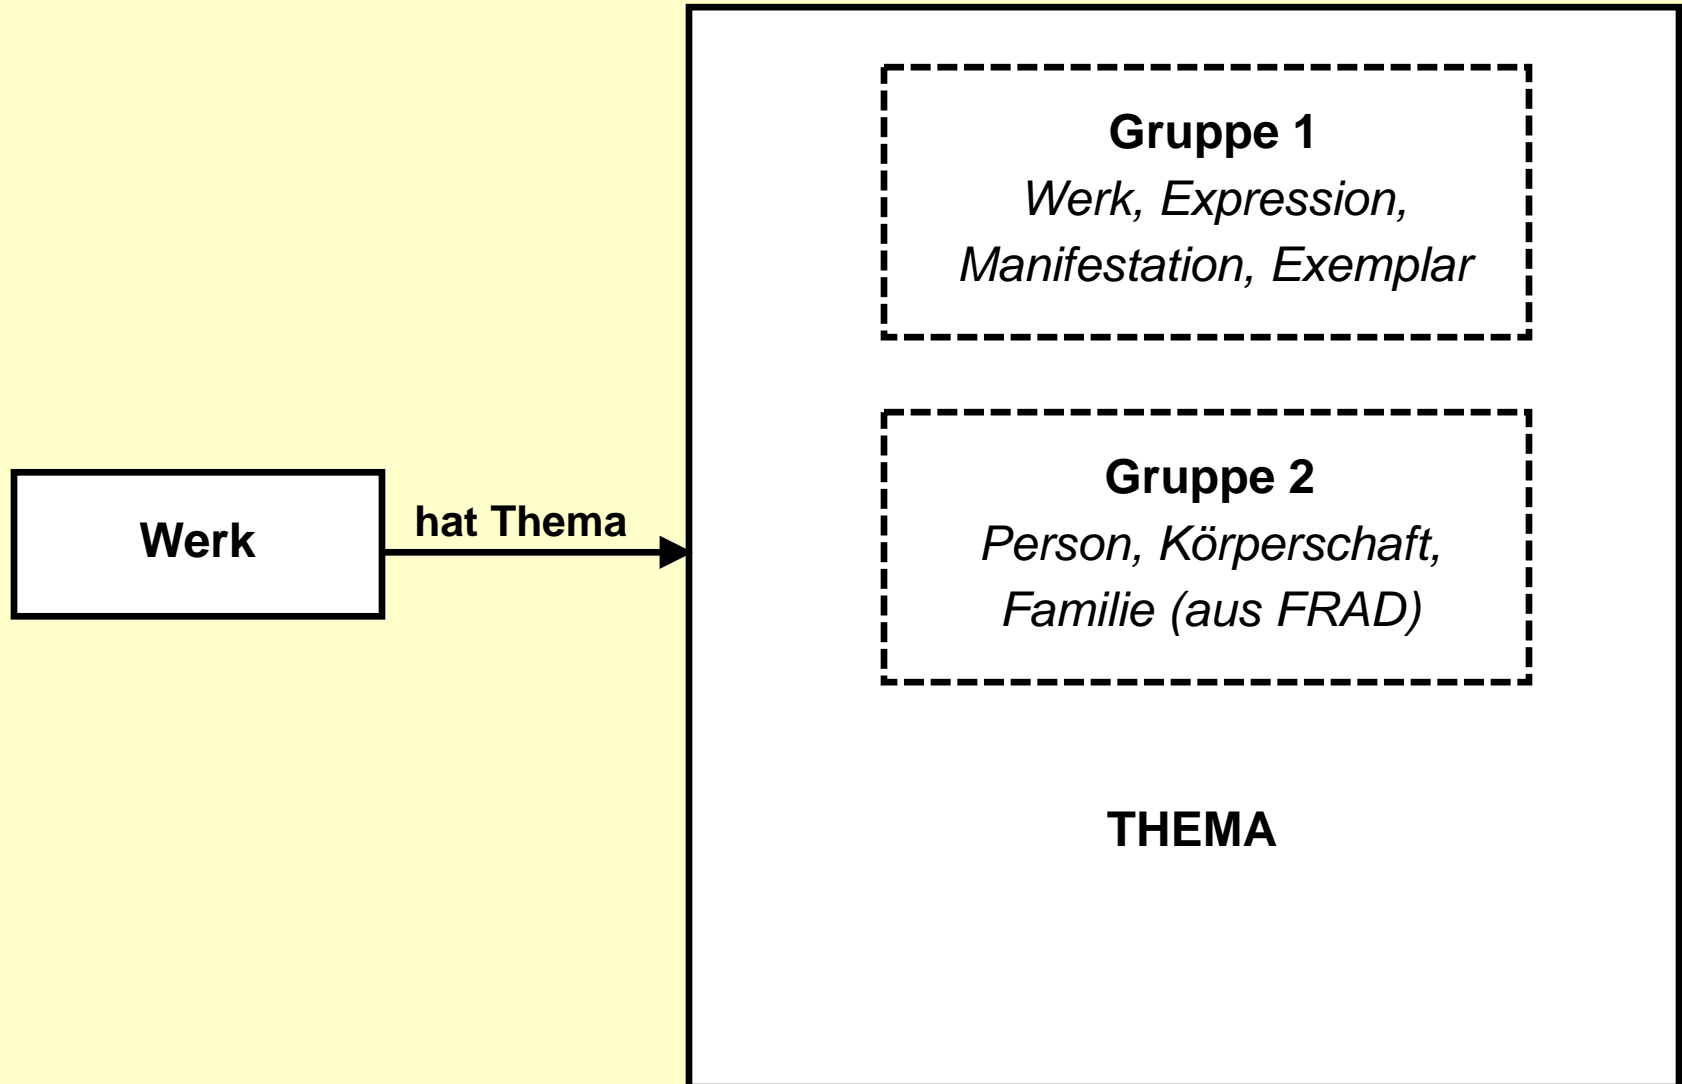 Gruppe 1
Werk, Expression,
Manifestation, Exemplar
Gruppe 2
Person, Körperschaft,
Familie (aus FRAD)
Werk
hat Thema
THEMA